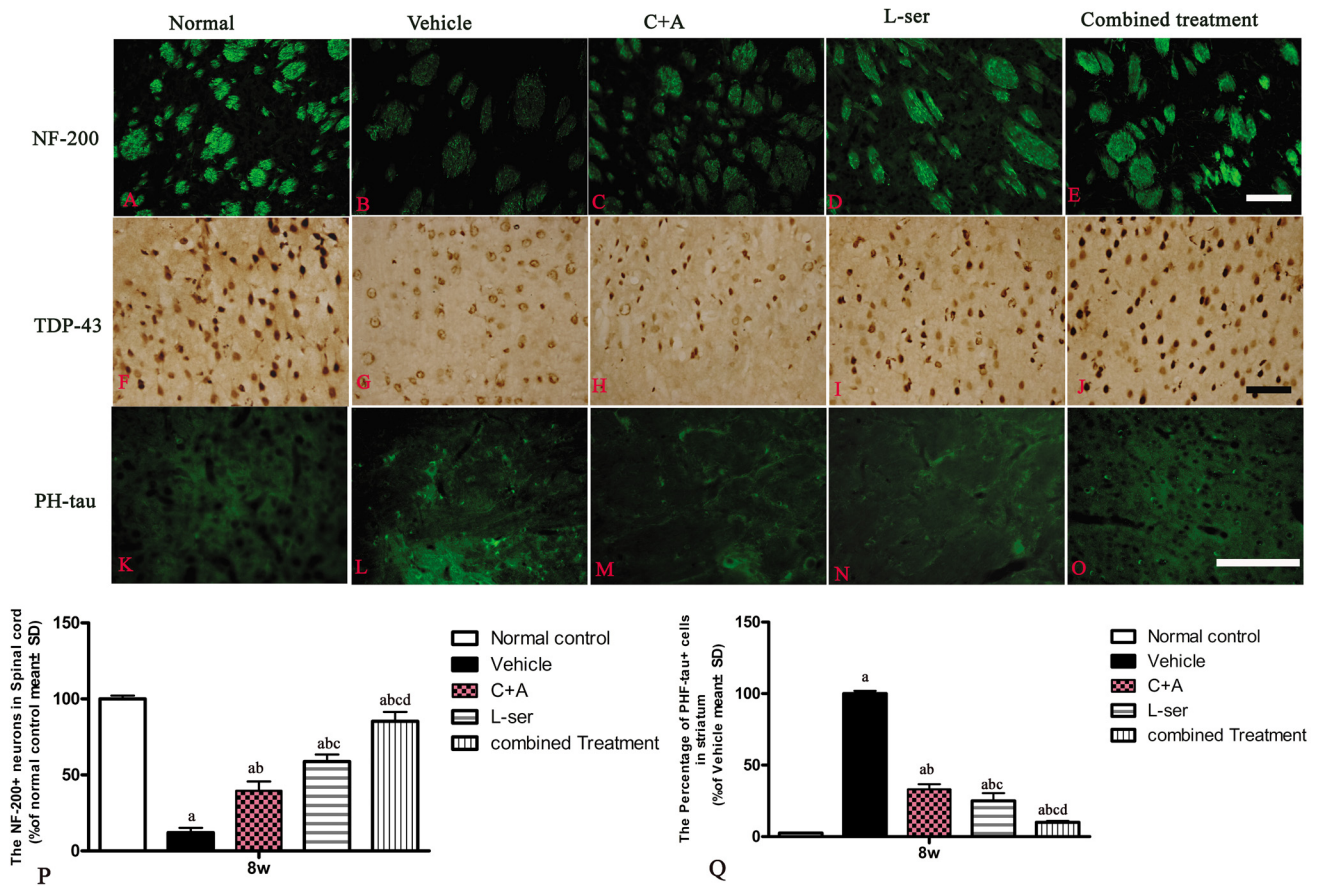 Normal Vehicle C+A L-ser Combined treatment
NF-200
A B C D E
TDP-43
F G H I J
PH-tau
K L M N O
The NF-200+ neurons in Spinal cord
(%of normal control mean± SD)
150
100
50
0
a
ab
abc
abcd
8w
Normal control
Vehicle
C+A
L-ser
combined Treatment
P
The Percentage of PHF-tau+ cells
in striatum
(%of Vehicle mean± SD)
150
100
50
0
a
ab
abc
abcd
8w
Normal control
Vehicle
C+A
L-ser
combined Treatment
Q